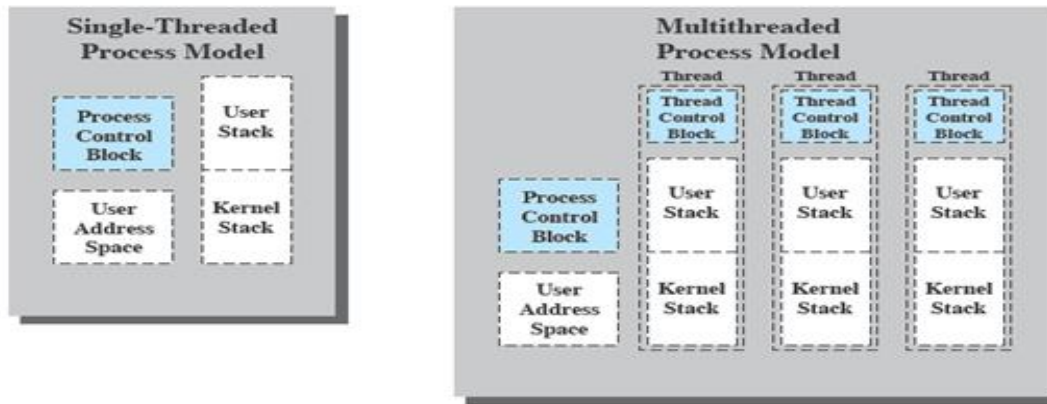 Single-Threaded
Process Model
Process
Control
Block
User
Stack
User
Address
Space
Kernel
Stack
Multithreaded
Process Model
Thread
Thread
Thread
Thread
Control
Block
Thread
Control
Block
Thread
Control
Block
Process
Control
Block
User
Stack
User
Stack
User
Stack
User
Address
Space
Kernel
Stack
Kernel
Stack
Kernel
Stack